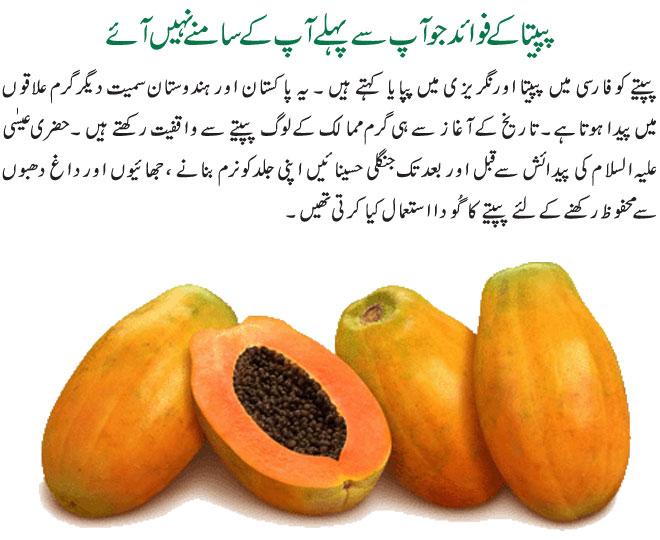 پپیتا کے فوائد جو آپ سے پہلے آپ کے سامنے نہیں آئے
پپیتے کو فارسی میں پپیتا اورنگریزی میں پپایا کہتے ہیں ۔ یہ پاکستان اور ہندوستان سمیت دیگر گرم علاقوں
میں پیدا ہوتا ہے ۔ تاریخ کے آغاز سے ہی گرم ممالک کے لوگ پپیتے سے واقفیت رکھتے ہیں ۔ حضری عیسٰی
علیہ السلام کی پیدائش سے قبل اور بعد تک جنگلی حسینائیں اپنی جلد کو نرم بنانے ، جھائیوں اور داغ دھبوں
سے محفوظ رکھنے کے لئے پپیتے کا گُودا استعمال کیا کرتی تھیں ۔